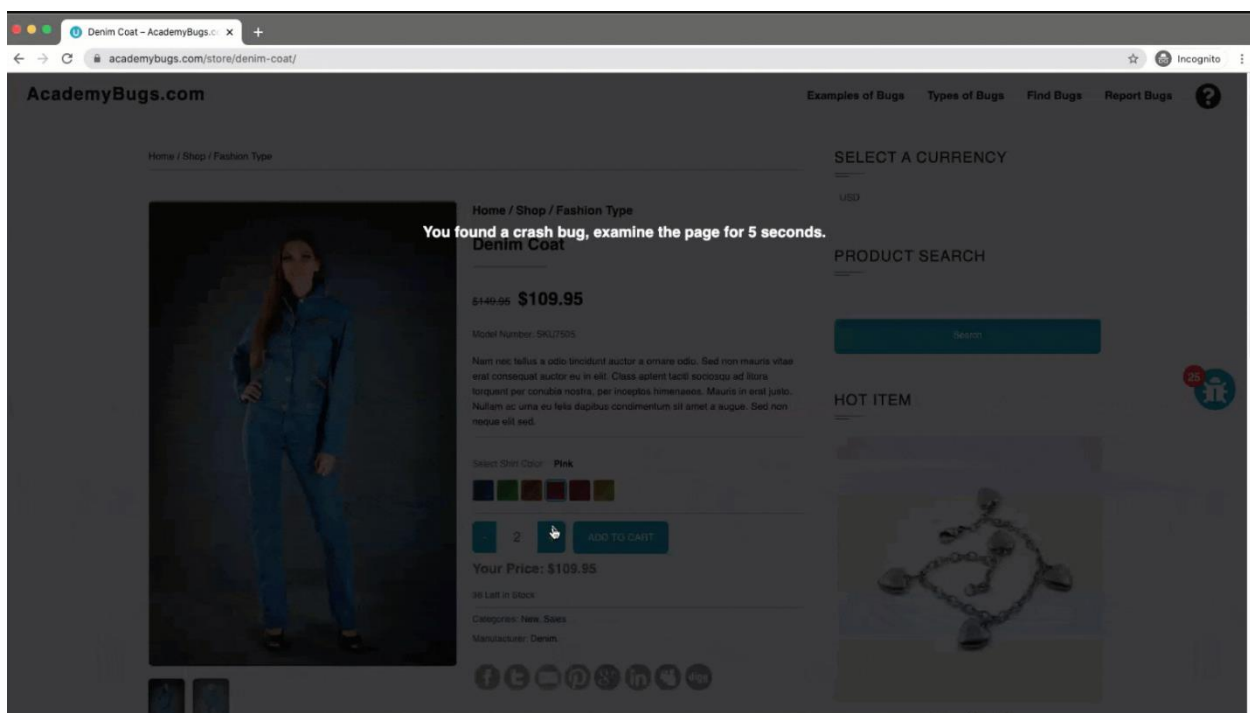 Denim Coat – AcademyBugs.c
academybugs.com/store/denim-coat/
Incognito
AcademyBugs.com
Examples of Bugs
Types of Bugs
Find Bugs
Report Bugs
?
Home / Shop / Fashion Type
Home / Shop / Fashion Type
You found a crash bug, examine the page for 5 seconds.
Denim Coat
$149.95 $109.95
Model Number: SKU7505
Nam nec tellus a odio tincidunt auctor a ornare odio. Sed non mauris vitae
erat consequat auctor eu in elit. Class aptent taciti sociosqu ad litora
torquent per conubia nostra, per inceptos himenaeos. Mauris in erat justo.
Nullam ac urna eu felis dapibus condimentum sit amet a augue. Sed non
neque elit sed.
Select Shirt Color Pink
- 2
ADD TO CART
Your Price: $109.95
Left in Stock
Categories: New, Sales
Manufacturer: Denim
digg
SELECT A CURRENCY
USD
PRODUCT SEARCH
Search
HOT ITEM
25